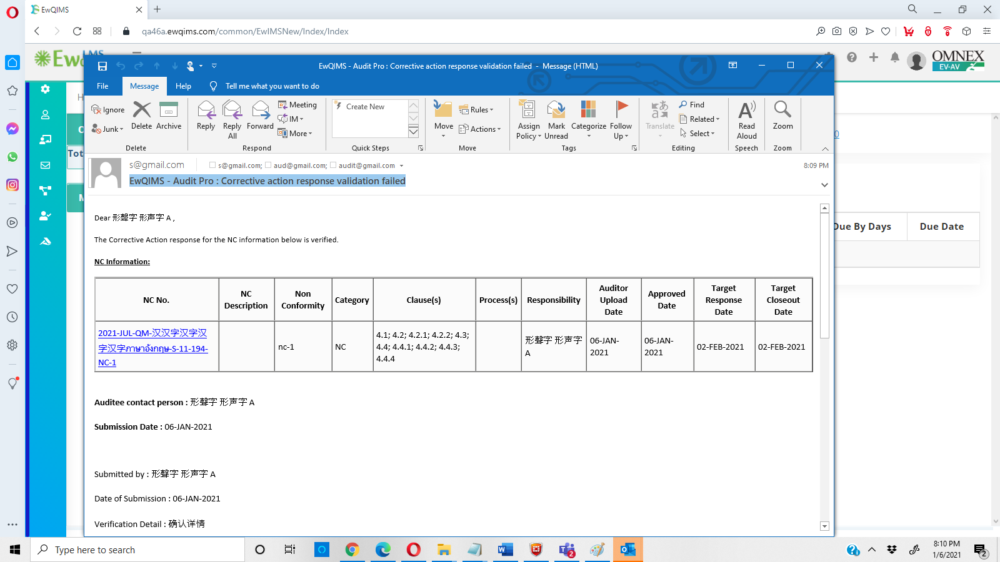 EwQIMS
qa46a.ewqims.com/common/EwIMSNew/Index/Index
OMNEX
EV-AV
EwQIMS - Audit Pro : Corrective action response validation failed - Message (HTML)
File Message Help Tell me what you want to do
Ignore
Junk
Delete
Archive
Delete
Reply
Reply All
Forward
Meeting
IM
More
Respond
Create New
Quick Steps
Move
Rules
Actions
Move
Assign Policy
Mark Unread
Categorize
Follow Up
Tags
Translate
Find
Related
Select
Editing
Read Aloud
Speech
Zoom
Zoom
s@gmail.com s@gmail.com; aud@gmail.com; audit@gmail.com 8:09 PM
EwQIMS - Audit Pro : Corrective action response validation failed
Tot
Due By Days Due Date
Dear 形聲字 形声字 A ,
The Corrective Action response for the NC information below is verified.
NC Information:
NC No. NC Description Non Conformity Category Clause(s) Process(s) Responsibility Auditor Upload Date Approved Date Target Response Date Target Closeout Date
2021-JUL-QM-汉汉字汉字汉
字汉字ภาษาอังกฤษ-S-11-194-
NC-1
nc-1
NC
4.1; 4.2; 4.2.1; 4.2.2; 4.3;
4.4; 4.4.1; 4.4.2; 4.4.3;
4.4.4
形聲字 形声字
A
06-JAN-
2021
06-JAN-
2021
02-FEB-2021
02-FEB-2021
Auditee contact person : 形聲字 形声字 A
Submission Date : 06-JAN-2021
Submitted by : 形聲字 形声字 A
Date of Submission : 06-JAN-2021
Verification Detail : 确认详情
Type here to search
2
8:10 PM
1/6/2021
2